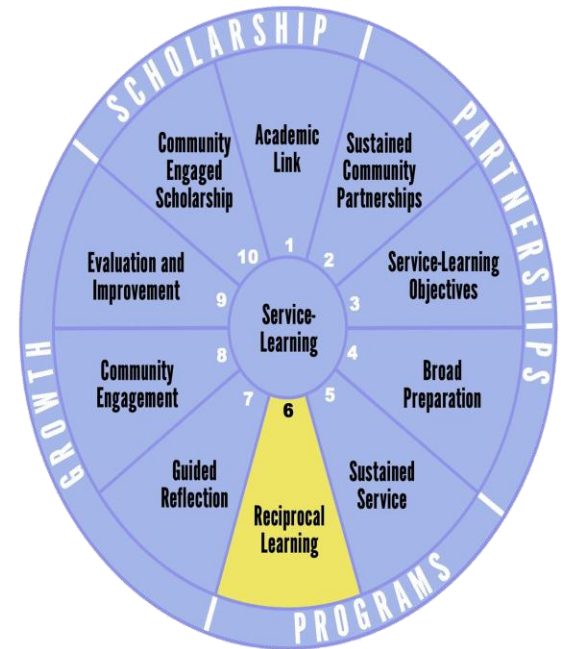 SCHOLARSHIP
PARTNERSHIPS
PROGRAMS
GROWTH
Service-
Learning
1
Academic
Link
2
Sustained
Community
Partnerships
3
Service-Learning
Objectives
4
Broad
Preparation
5
Sustained
Service
6
Reciprocal
Learning
7
Guided
Reflection
8
Community
Engagement
9
Evaluation and
Improvement
10
Community
Engaged
Scholarship